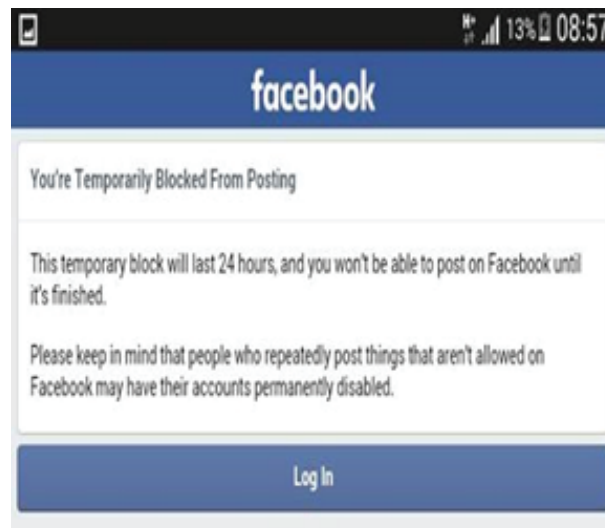 H+ 13% 08:57
facebook
You're Temporarily Blocked From Posting
This temporary block will last 24 hours, and you won't be able to post on Facebook until
it's finished.
Please keep in mind that people who repeatedly post things that aren't allowed on
Facebook may have their accounts permanently disabled.
Log In